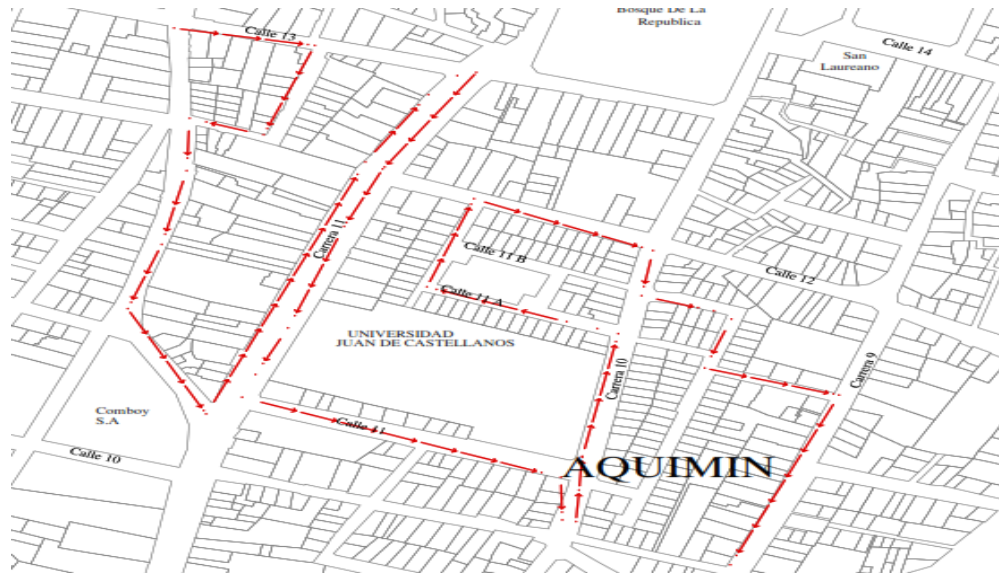 Bosque De La
Republica
Calle 13
Calle 14
San
Laureano
Carrera 11
Calle 11 B
Calle 12
Calle 11 A
UNIVERSIDAD
JUAN DE CASTELLANOS
Carrera 10
Carrera 9
Comboy
S.A
Calle 11
Calle 10
AQUIMIN